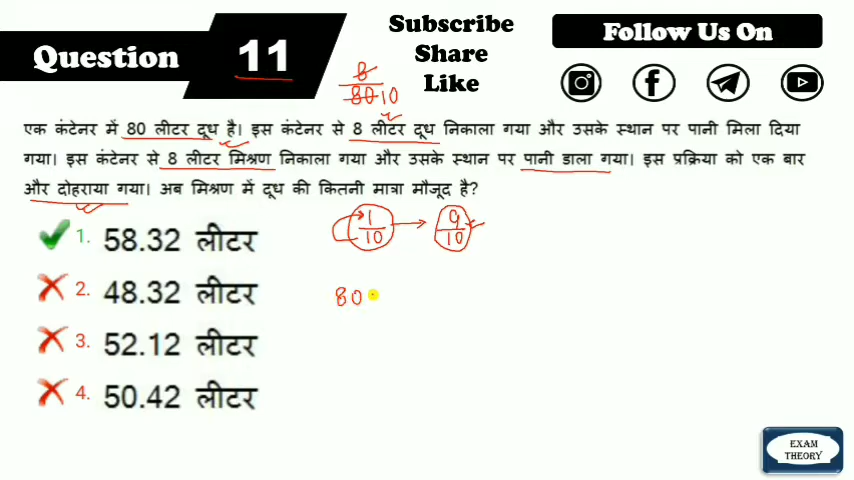 Question 11
Subscribe
Share
Like
Follow Us On
8
80 10
एक कंटेनर में 80 लीटर दूध है। इस कंटेनर से 8 लीटर दूध निकाला गया और उसके स्थान पर पानी मिला दिया
गया। इस कंटेनर से 8 लीटर मिश्रण निकाला गया और उसके स्थान पर पानी डाला गया। इस प्रक्रिया को एक बार
और दोहराया गया। अब मिश्रण में दूध की कितनी मात्रा मौजूद है?
1. 58.32 लीटर
2. 48.32 लीटर
3. 52.12 लीटर
4. 50.42 लीटर
1
10
9
10
80
EXAM
THEORY